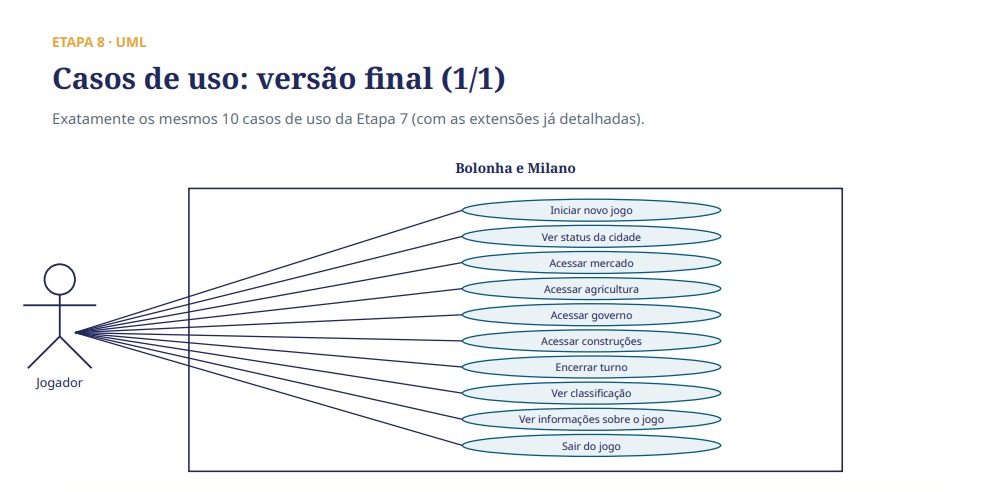 ETAPA 8 · UML
Casos de uso: versão final (1/1)
Exatamente os mesmos 10 casos de uso da Etapa 7 (com as extensões já detalhadas).
Bolonha e Milano
Iniciar novo jogo
Ver status da cidade
Acessar mercado
Acessar agricultura
Acessar governo
Acessar construções
Encerrar turno
Ver classificação
Ver informações sobre o jogo
Sair do jogo
Jogador